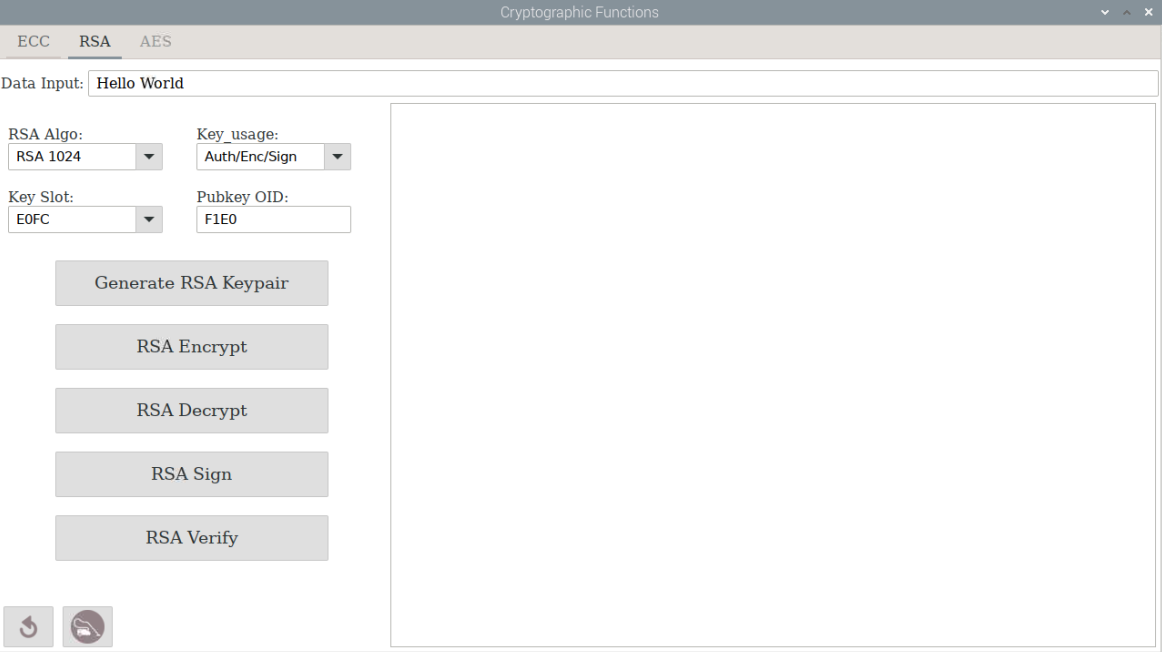 Cryptographic Functions
ECC RSA AES
Data Input: Hello World
RSA Algo: Key_usage:
RSA 1024 Auth/Enc/Sign
Key Slot: Pubkey OID:
E0FC F1E0
Generate RSA Keypair
RSA Encrypt
RSA Decrypt
RSA Sign
RSA Verify